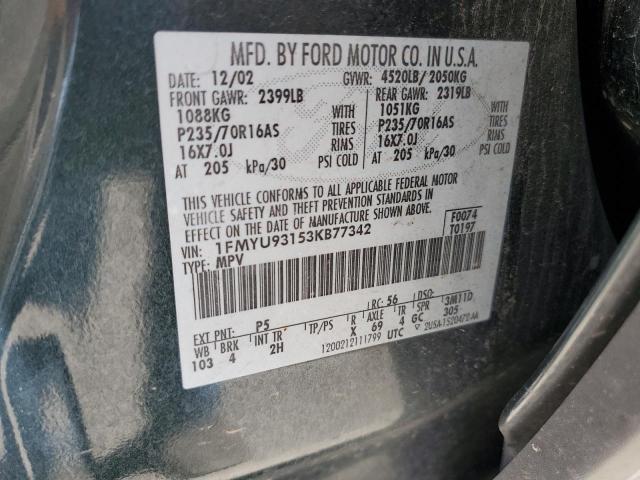 MFD. BY FORD MOTOR CO. IN U.S.A.
DATE: 12/02 GVWR: 4520LB/ 2050KG
FRONT GAWR: 2399LB REAR GAWR: 2319LB
1088KG WITH 1051KG WITH
P235/70R16AS TIRES P235/70R16AS TIRES
16X7.0J RIMS 16X7.0J RIMS
AT 205 kPa/30 PSI COLD AT 205 kPa/30 PSI COLD
THIS VEHICLE CONFORMS TO ALL APPLICABLE FEDERAL MOTOR
VEHICLE SAFETY, BUMPER, AND THEFT PREVENTION STANDARDS IN
EFFECT ON THE DATE OF MANUFACTURE SHOWN ABOVE.
VIN: 1FMYU93153KB77342 F0074
TYPE: MPV T0197
EXT PNT: P5 RC: 56 DSO:
WB BRK INT TR TP/PS R AXLE TR SPR 3M11D
103 4 2H X 69 4 GC 305
1200212111799 UTC 2USA-1520472-AA